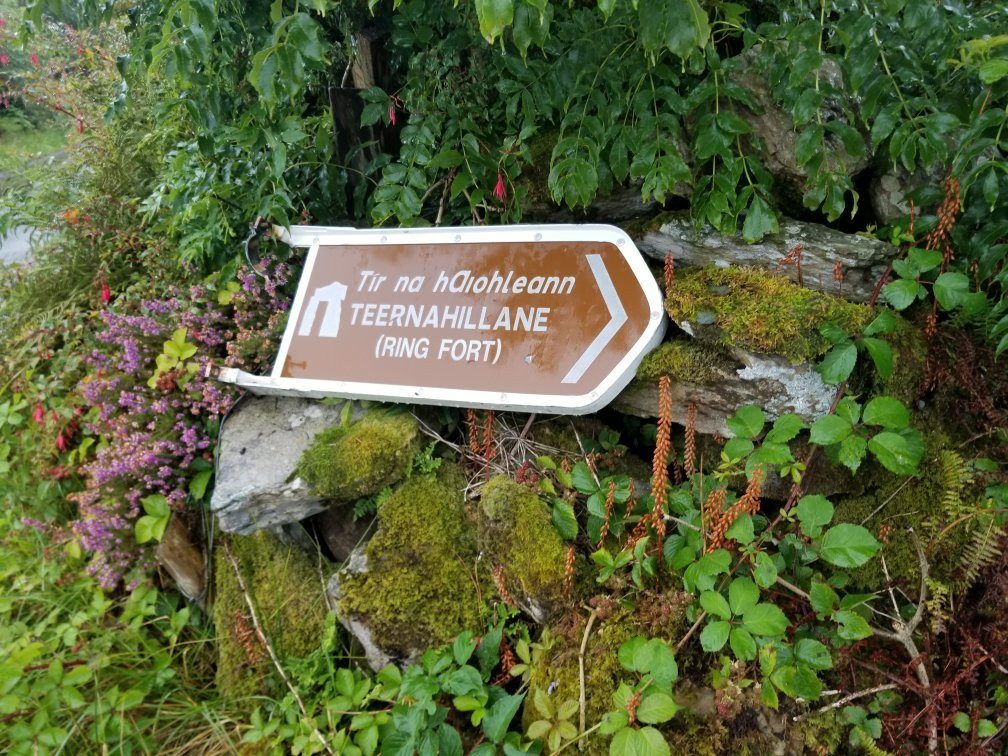 Tír na hAiohleann
TEERNAHILLANE
(RING FORT)